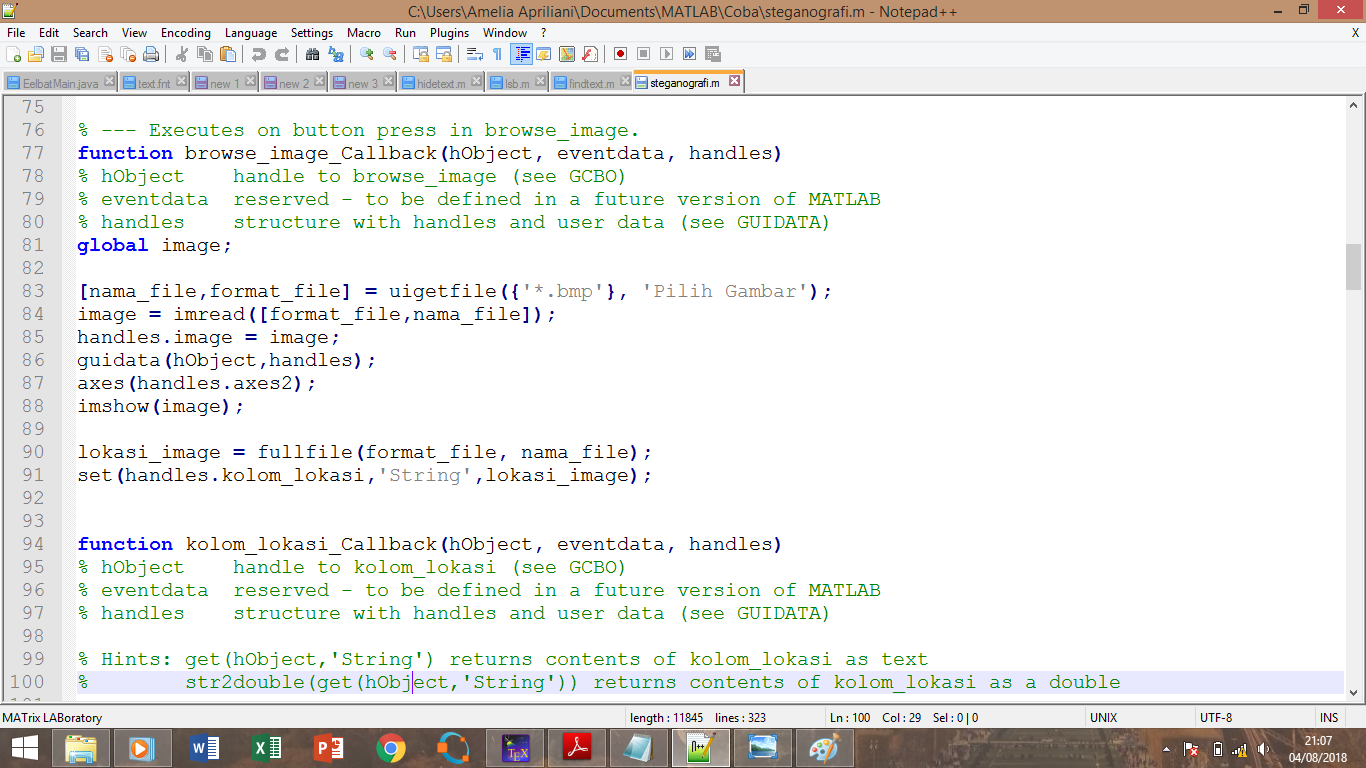 C:\Users\Amelia Apriliani\Documents\MATLAB\Coba\steganografi.m - Notepad++
File Edit Search View Encoding Language Settings Macro Run Plugins Window ? X
EelbatMain.java text.fnt new 1 new 2 new 3 hidetext.m lsb.m findtext.m steganografi.m
75
76 % --- Executes on button press in browse_image.
77 function browse_image_Callback(hObject, eventdata, handles)
78 % hObject    handle to browse_image (see GCBO)
79 % eventdata  reserved - to be defined in a future version of MATLAB
80 % handles    structure with handles and user data (see GUIDATA)
81 global image;
82
83 [nama_file,format_file] = uigetfile({'*.bmp'}, 'Pilih Gambar');
84 image = imread([format_file,nama_file]);
85 handles.image = image;
86 guidata(hObject,handles);
87 axes(handles.axes2);
88 imshow(image);
89
90 lokasi_image = fullfile(format_file, nama_file);
91 set(handles.kolom_lokasi,'String',lokasi_image);
92
93
94 function kolom_lokasi_Callback(hObject, eventdata, handles)
95 % hObject    handle to kolom_lokasi (see GCBO)
96 % eventdata  reserved - to be defined in a future version of MATLAB
97 % handles    structure with handles and user data (see GUIDATA)
98
99 % Hints: get(hObject,'String') returns contents of kolom_lokasi as text
100 %        str2double(get(hObject,'String')) returns contents of kolom_lokasi as a double
MATrix LABoratory length : 11845 lines : 323 Ln : 100 Col : 29 Sel : 0 | 0 UNIX UTF-8 INS
21:07
04/08/2018